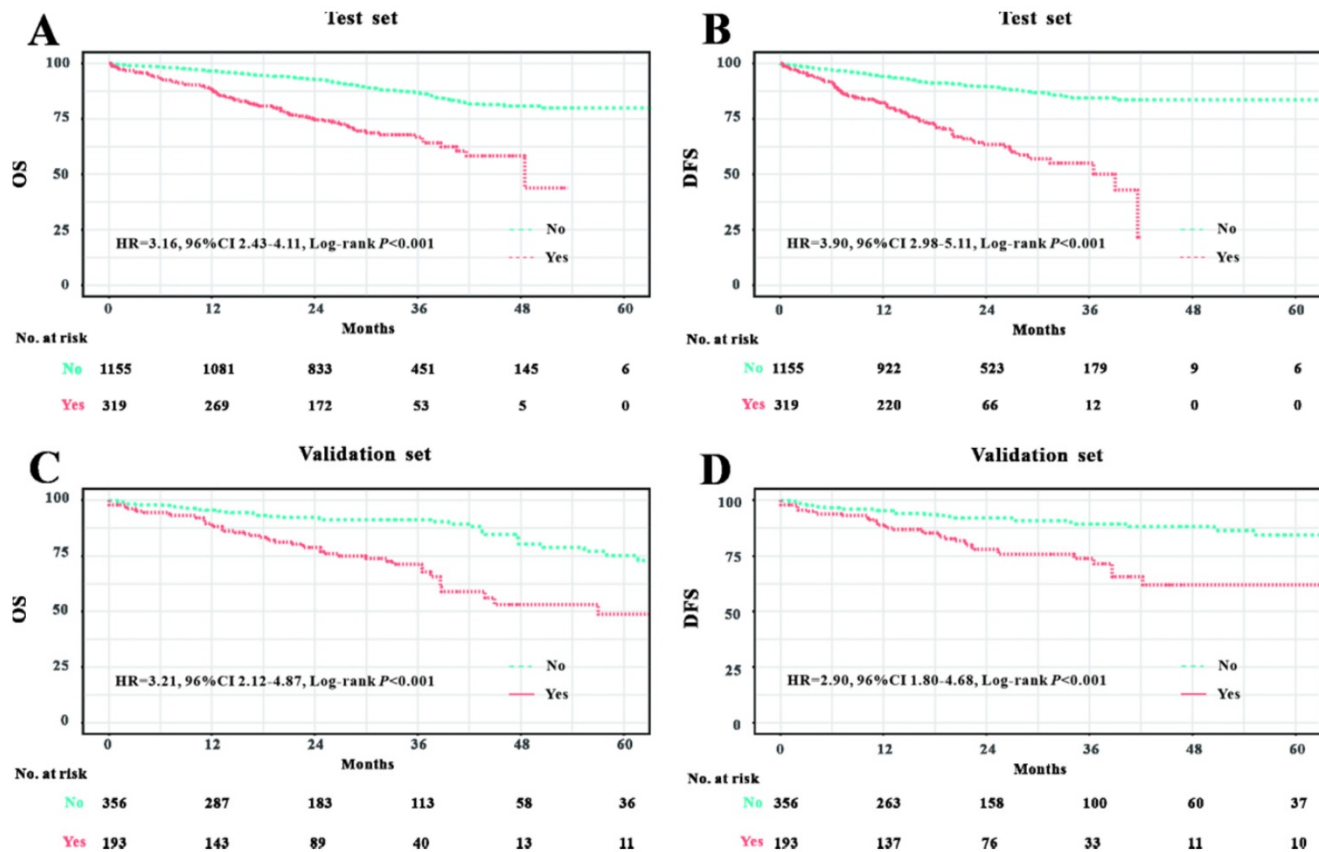 A
Test set
100
75
50
25
0
OS
HR=3.16, 96%CI 2.43-4.11, Log-rank P<0.001
No
Yes
0 12 24 36 48 60
Months
No. at risk
No 1155 1081 833 451 145 6
Yes 319 269 172 53 5 0
B
Test set
100
75
50
25
0
DFS
HR=3.90, 96%CI 2.98-5.11, Log-rank P<0.001
No
Yes
0 12 24 36 48 60
Months
No. at risk
No 1155 922 523 179 9 6
Yes 319 220 66 12 0 0
C
Validation set
100
75
50
25
0
OS
HR=3.21, 96%CI 2.12-4.87, Log-rank P<0.001
No
Yes
0 12 24 36 48 60
Months
No. at risk
No 356 287 183 113 58 36
Yes 193 143 89 40 13 11
D
Validation set
100
75
50
25
0
DFS
HR=2.90, 96%CI 1.80-4.68, Log-rank P<0.001
No
Yes
0 12 24 36 48 60
Months
No. at risk
No 356 263 158 100 60 37
Yes 193 137 76 33 11 10